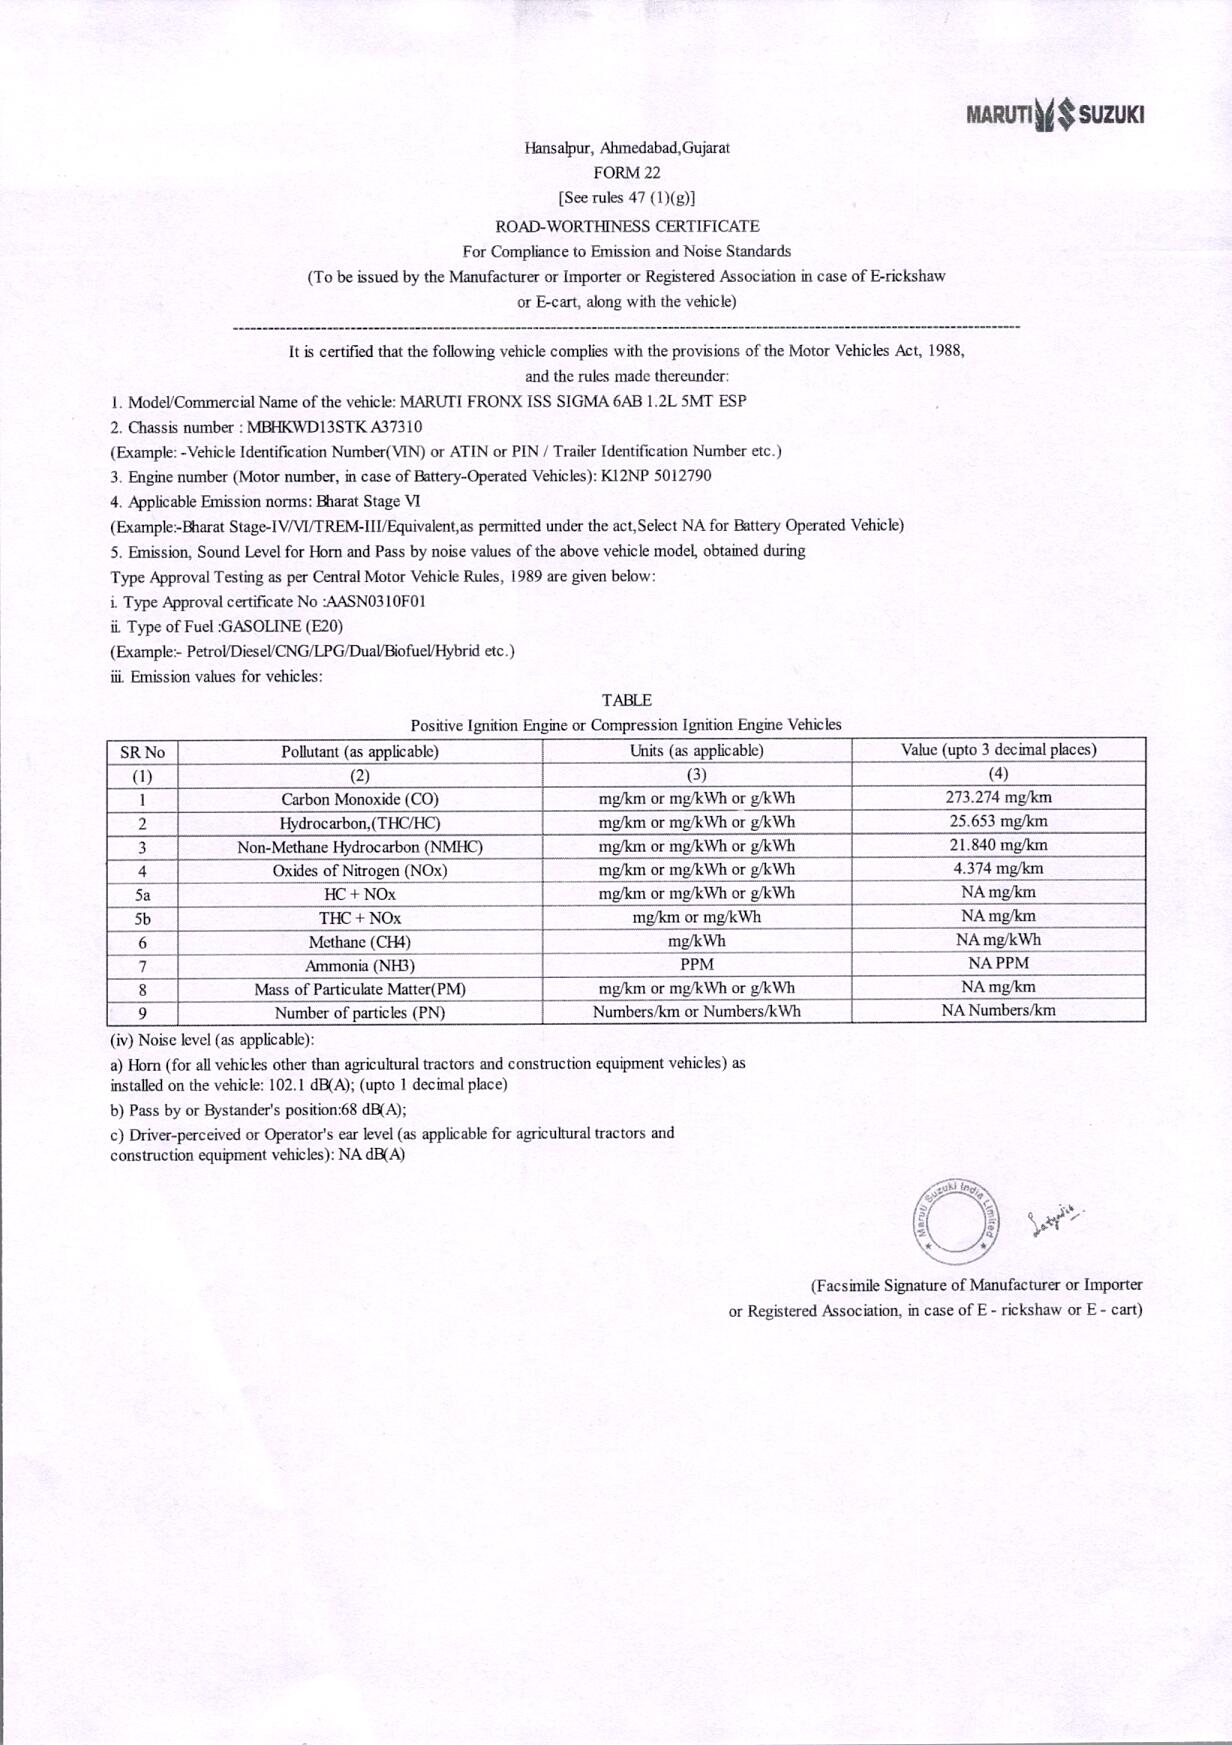 MARUTI SUZUKI
Hansalpur, Ahmedabad,Gujarat
FORM 22
[See rules 47 (1)(g)]
ROAD-WORTHINESS CERTIFICATE
For Compliance to Emission and Noise Standards
(To be issued by the Manufacturer or Importer or Registered Association in case of E-rickshaw
or E-cart, along with the vehicle)
It is certified that the following vehicle complies with the provisions of the Motor Vehicles Act, 1988,
and the rules made thereunder:
1. Model/Commercial Name of the vehicle: MARUTI FRONX ISS SIGMA 6AB 1.2L 5MT ESP
2. Chassis number : MBHKWD13STK A37310
(Example: -Vehicle Identification Number(VIN) or ATIN or PIN / Trailer Identification Number etc.)
3. Engine number (Motor number, in case of Battery-Operated Vehicles): K12NP 5012790
4. Applicable Emission norms: Bharat Stage VI
(Example:-Bharat Stage-IV/VI/TREM-III/Equivalent,as permitted under the act,Select NA for Battery Operated Vehicle)
5. Emission, Sound Level for Horn and Pass by noise values of the above vehicle model, obtained during
Type Approval Testing as per Central Motor Vehicle Rules, 1989 are given below:
i. Type Approval certificate No :AASN0310F01
ii. Type of Fuel :GASOLINE (E20)
(Example:- Petrol/Diesel/CNG/LPG/Dual/Biofuel/Hybrid etc.)
iii. Emission values for vehicles:
TABLE
Positive Ignition Engine or Compression Ignition Engine Vehicles
SR No Pollutant (as applicable) Units (as applicable) Value (upto 3 decimal places)
(1) (2) (3) (4)
1 Carbon Monoxide (CO) mg/km or mg/kWh or g/kWh 273.274 mg/km
2 Hydrocarbon,(THC/HC) mg/km or mg/kWh or g/kWh 25.653 mg/km
3 Non-Methane Hydrocarbon (NMHC) mg/km or mg/kWh or g/kWh 21.840 mg/km
4 Oxides of Nitrogen (NOx) mg/km or mg/kWh or g/kWh 4.374 mg/km
5a HC + NOx mg/km or mg/kWh or g/kWh NA mg/km
5b THC + NOx mg/km or mg/kWh NA mg/km
6 Methane (CH4) mg/kWh NA mg/kWh
7 Ammonia (NH3) PPM NA PPM
8 Mass of Particulate Matter(PM) mg/km or mg/kWh or g/kWh NA mg/km
9 Number of particles (PN) Numbers/km or Numbers/kWh NA Numbers/km
(iv) Noise level (as applicable):
a) Horn (for all vehicles other than agricultural tractors and construction equipment vehicles) as
installed on the vehicle: 102.1 dB(A); (upto 1 decimal place)
b) Pass by or Bystander's position:68 dB(A);
c) Driver-perceived or Operator's ear level (as applicable for agricultural tractors and
construction equipment vehicles): NA dB(A)
★ Maruti Suzuki India Limited ★
(Facsimile Signature of Manufacturer or Importer
or Registered Association, in case of E - rickshaw or E - cart)